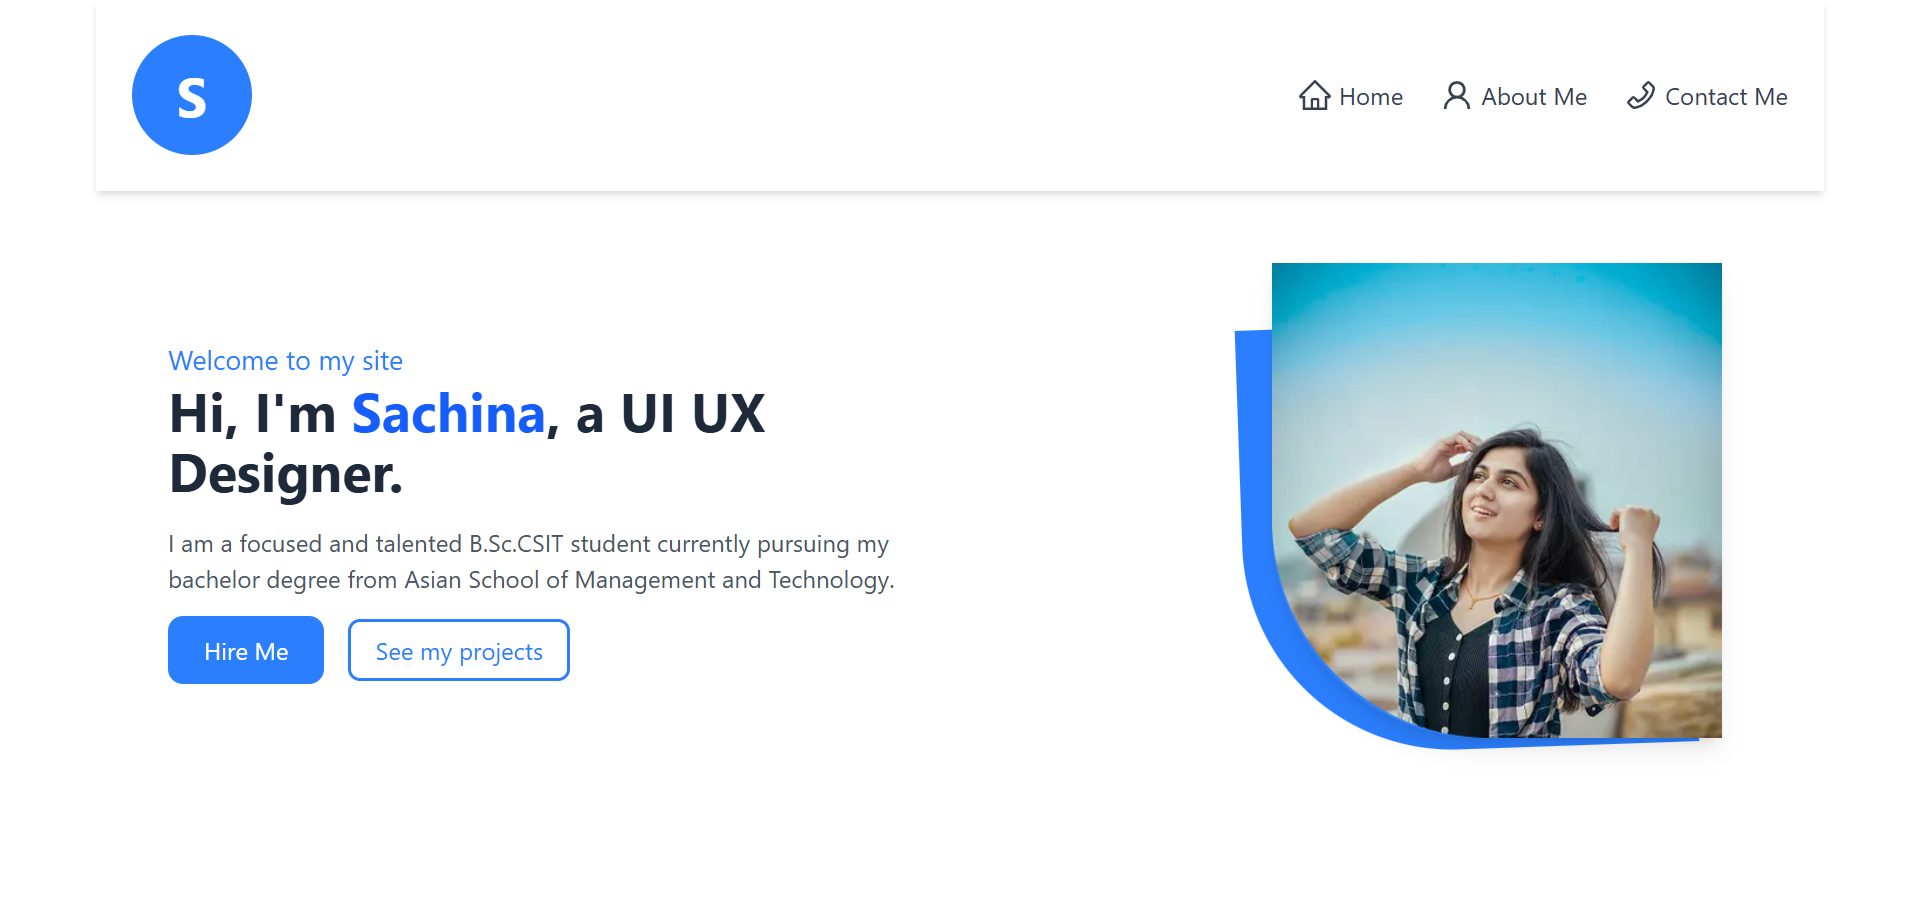 S
Home
About Me
Contact Me
Welcome to my site
Hi, I'm Sachina, a UI UX
Designer.
I am a focused and talented B.Sc.CSIT student currently pursuing my
bachelor degree from Asian School of Management and Technology.
Hire Me
See my projects